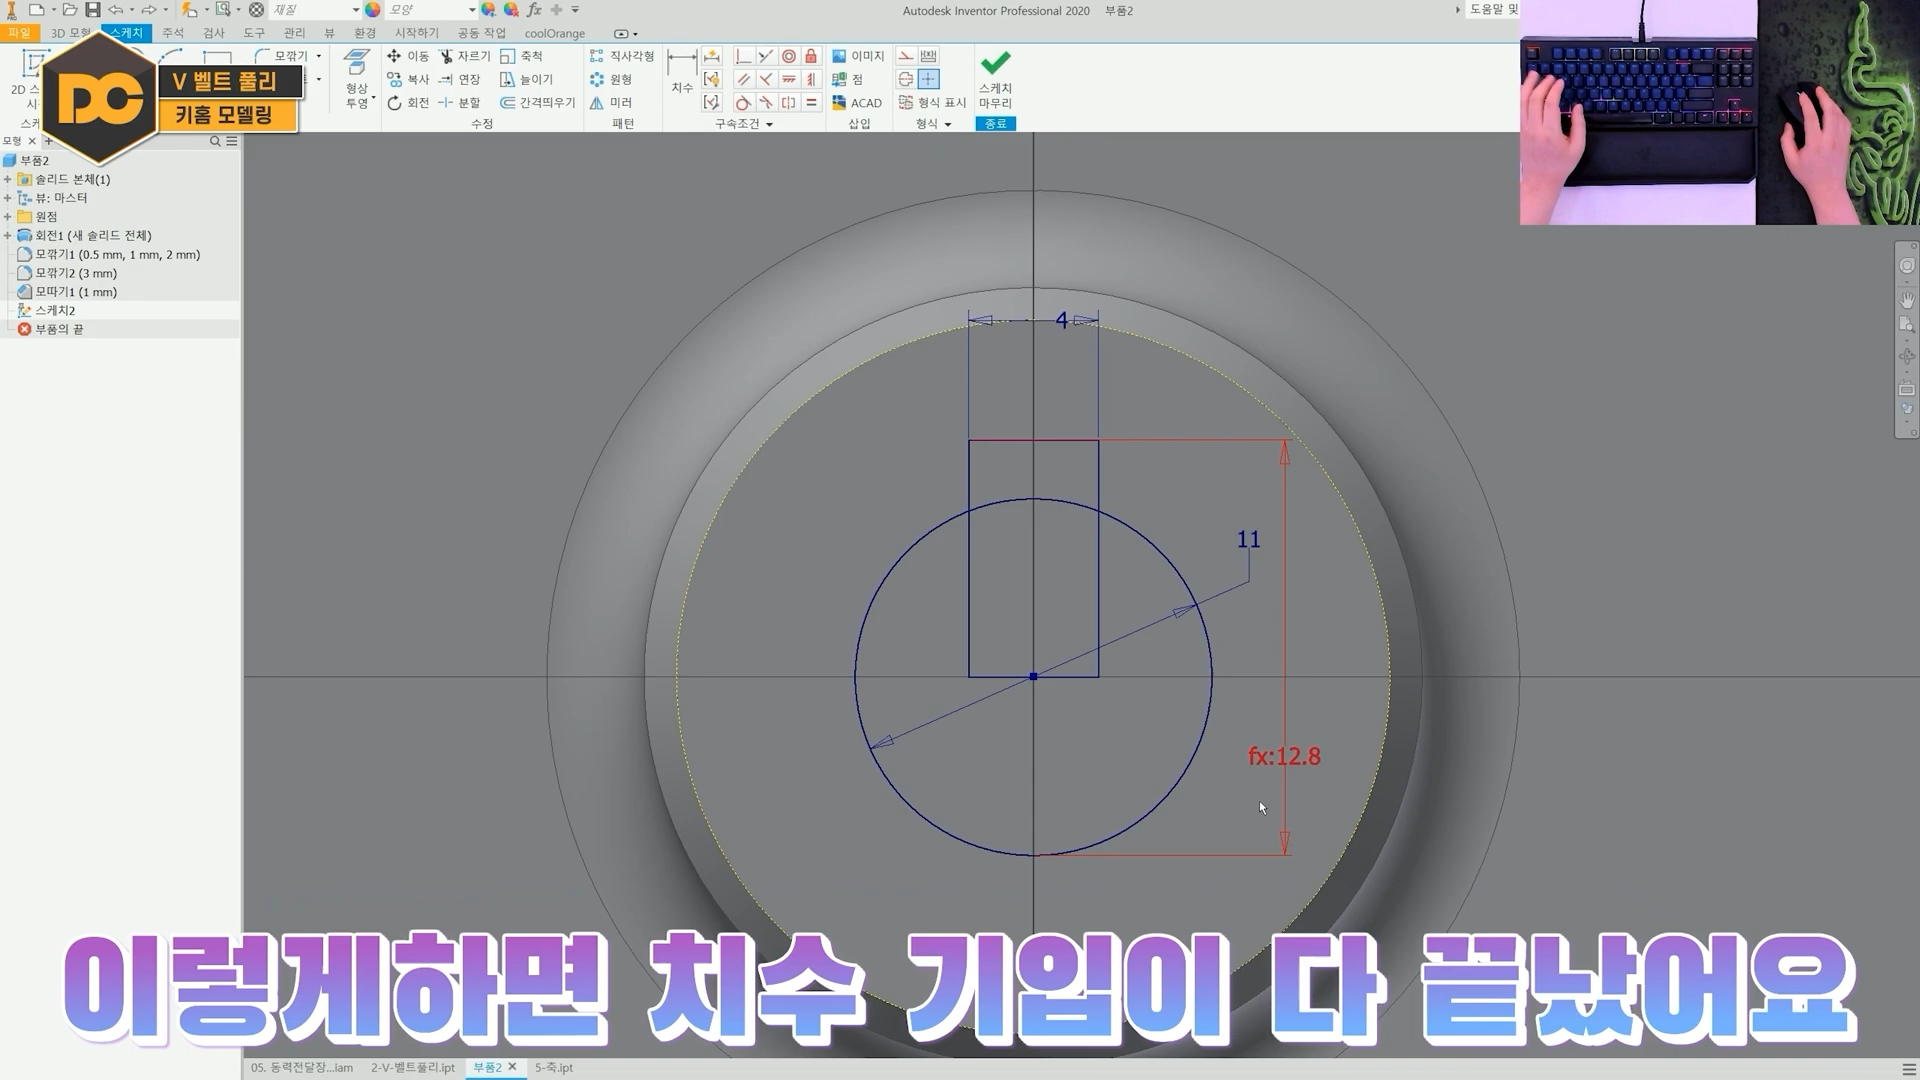 재질
모양
fx
Autodesk Inventor Professional 2020 부품2
도움말 및
파일
3D 모형
스케치
주석
검사
도구
관리
뷰
환경
시작하기
공동 작업
coolOrange
DC
V 벨트 풀리
키홈 모델링
모깎기
형상
투영
이동
복사
회전
자르기
연장
분할
축척
늘이기
간격띄우기
수정
직사각형
원형
미러
패턴
치수
구속조건
이미지
점
ACAD
삽입
형식 표시
형식
스케치
마무리
종료
모형
부품2
솔리드 본체(1)
뷰: 마스터
원점
회전1 (새 솔리드 전체)
모깎기1 (0.5 mm, 1 mm, 2 mm)
모깎기2 (3 mm)
모따기1 (1 mm)
스케치2
부품의 끝
4
11
fx:12.8
이렇게하면 치수 기입이 다 끝났어요
05. 동력전달장...iam
2-V-벨트풀리.ipt
부품2
5-축.ipt